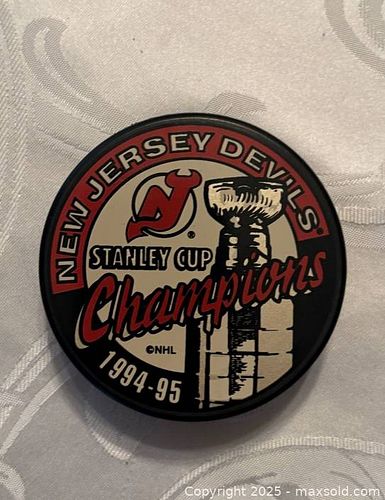 NEW JERSEY DEVILS®
®
STANLEY CUP
Champions
©NHL
1994-95
Copyright © 2025 - maxsold.com